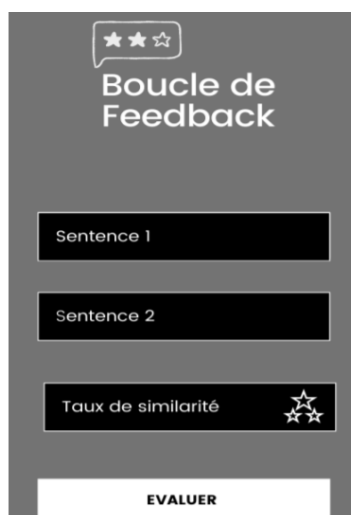 Boucle de
Feedback
Sentence 1
Sentence 2
Taux de similarité
EVALUER